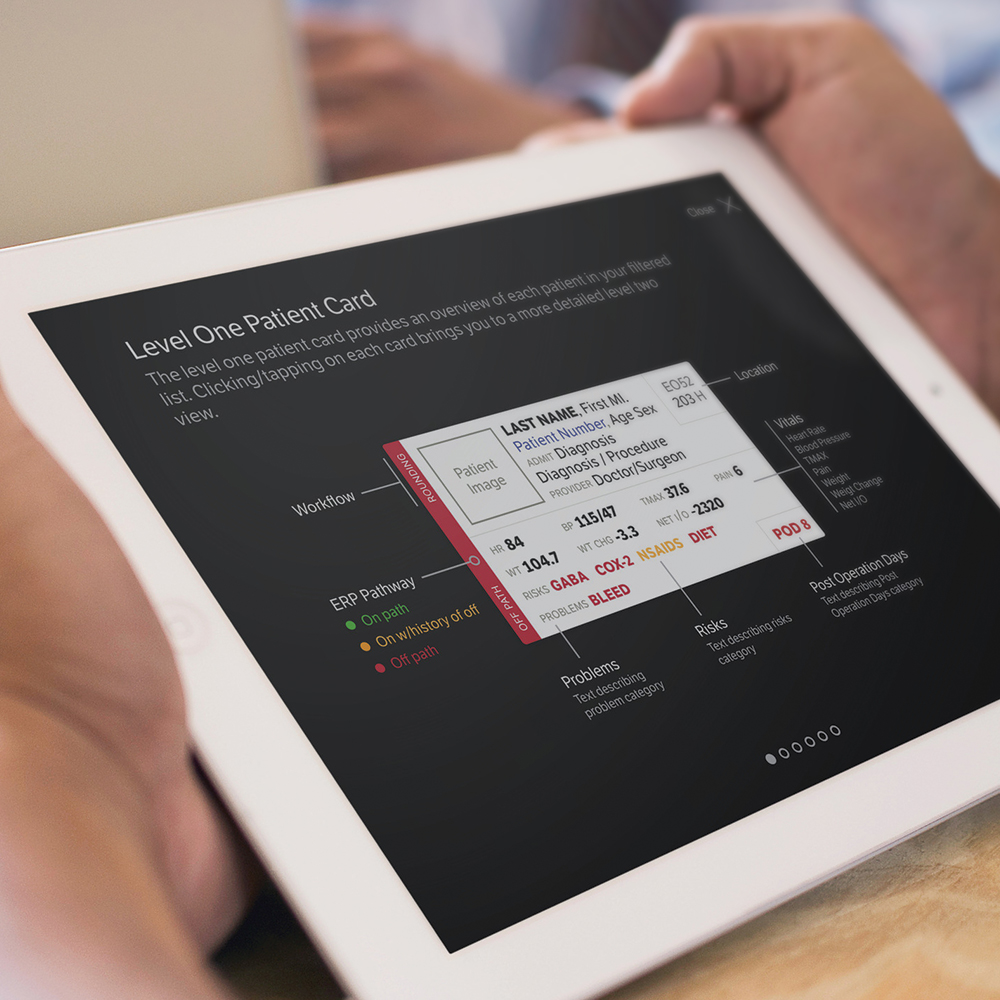 Close
Level One Patient Card
The level one patient card provides an overview of each patient in your filtered
list. Clicking/tapping on each card brings you to a more detailed level two
view.
Location
EO52
203 H
LAST NAME, First MI.
Patient Number, Age Sex
ADMIT Diagnosis
Diagnosis / Procedure
PROVIDER Doctor/Surgeon
Patient
Image
ROUNDING
Workflow
Vitals
Heart Rate
Blood Pressure
TMAX
Pain
Weight
Weigt Change
Net I/O
HR 84
BP 115/47
TMAX 37.6
PAIN 6
WT 104.7
WT CHG -3.3
NET I/O -2320
RISKS GABA COX-2 NSAIDS DIET
PROBLEMS BLEED
POD 8
OFF PATH
ERP Pathway
On path
On w/history of off
Off path
Problems
Text describing
problem category
Risks
Text describing risks
category
Post Operation Days
Text describing Post
Operation Days category